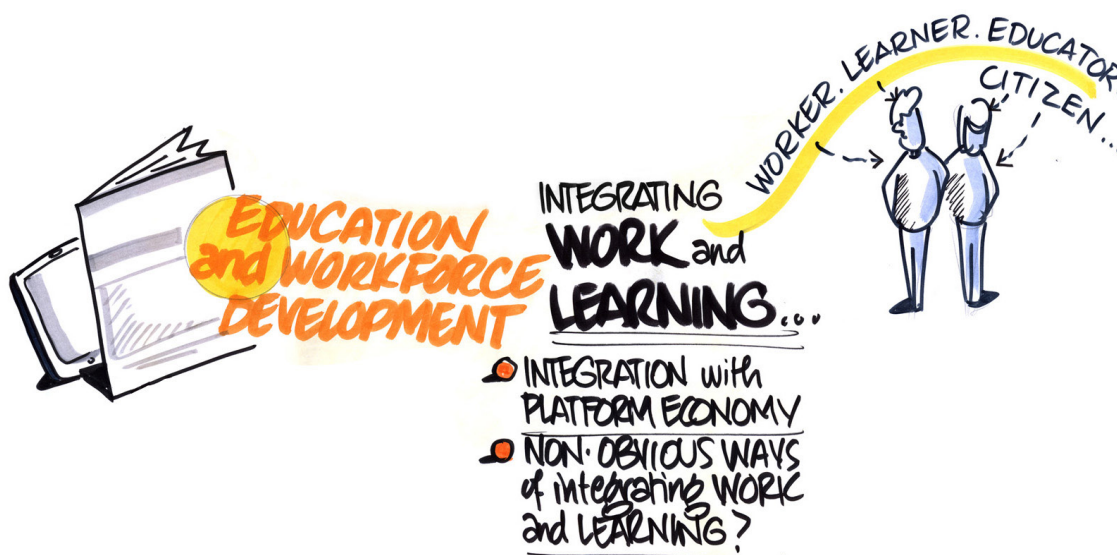 EDUCATION
and WORKFORCE
DEVELOPMENT
INTEGRATING
WORK and
LEARNING...
INTEGRATION with
PLATFORM ECONOMY
NON·OBVIOUS WAYS
of integrating WORK
and LEARNING?
WORKER. LEARNER. EDUCATOR.
CITIZEN...